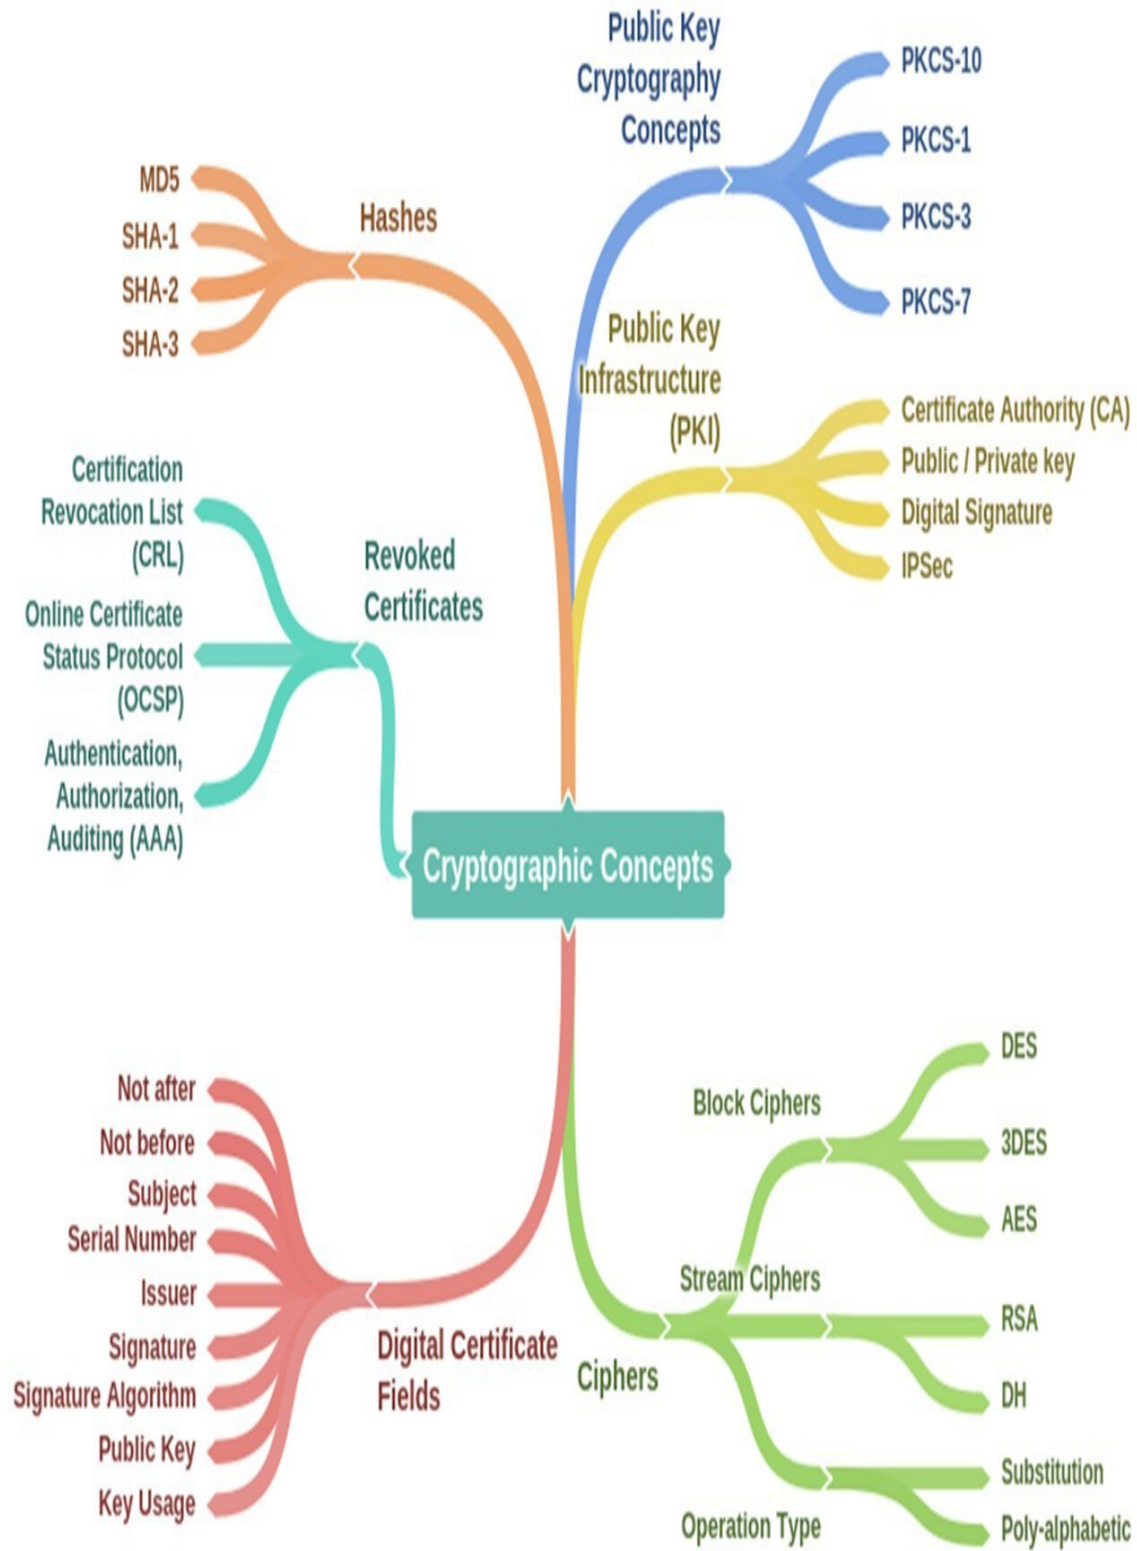 Public Key
Cryptography
Concepts
PKCS-10
PKCS-1
PKCS-3
PKCS-7
Hashes
MD5
SHA-1
SHA-2
SHA-3
Public Key
Infrastructure
(PKI)
Certificate Authority (CA)
Public / Private key
Digital Signature
IPSec
Revoked
Certificates
Certification
Revocation List
(CRL)
Online Certificate
Status Protocol
(OCSP)
Authentication,
Authorization,
Auditing (AAA)
Cryptographic Concepts
Digital Certificate
Fields
Not after
Not before
Subject
Serial Number
Issuer
Signature
Signature Algorithm
Public Key
Key Usage
Ciphers
Block Ciphers
DES
3DES
AES
Stream Ciphers
RSA
DH
Operation Type
Substitution
Poly-alphabetic